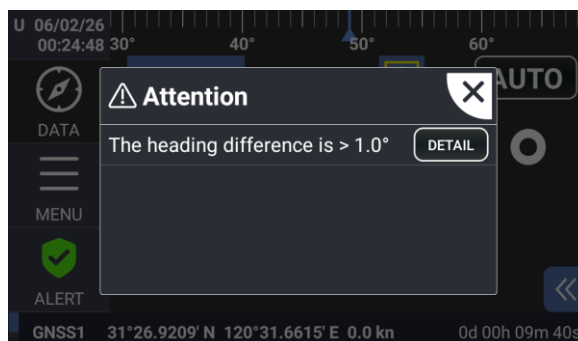 U 06/02/26
00:24:48
30° 40° 50° 60°
AUTO
Attention
DATA
The heading difference is > 1.0° DETAIL
MENU
ALERT
GNSS1 31°26.9209' N 120°31.6615' E 0.0 kn 0d 00h 09m 40s